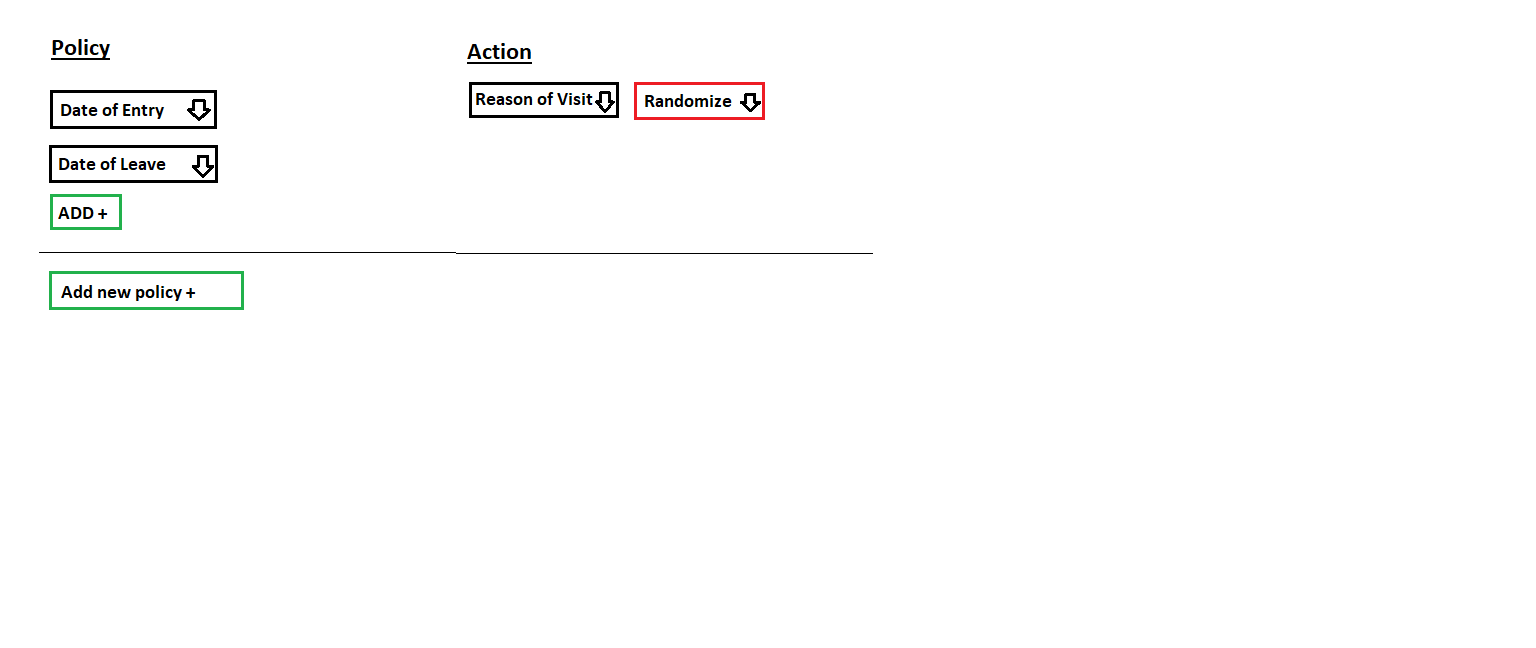 Policy
Action
Date of Entry
Reason of Visit
Randomize
Date of Leave
ADD +
Add new policy +